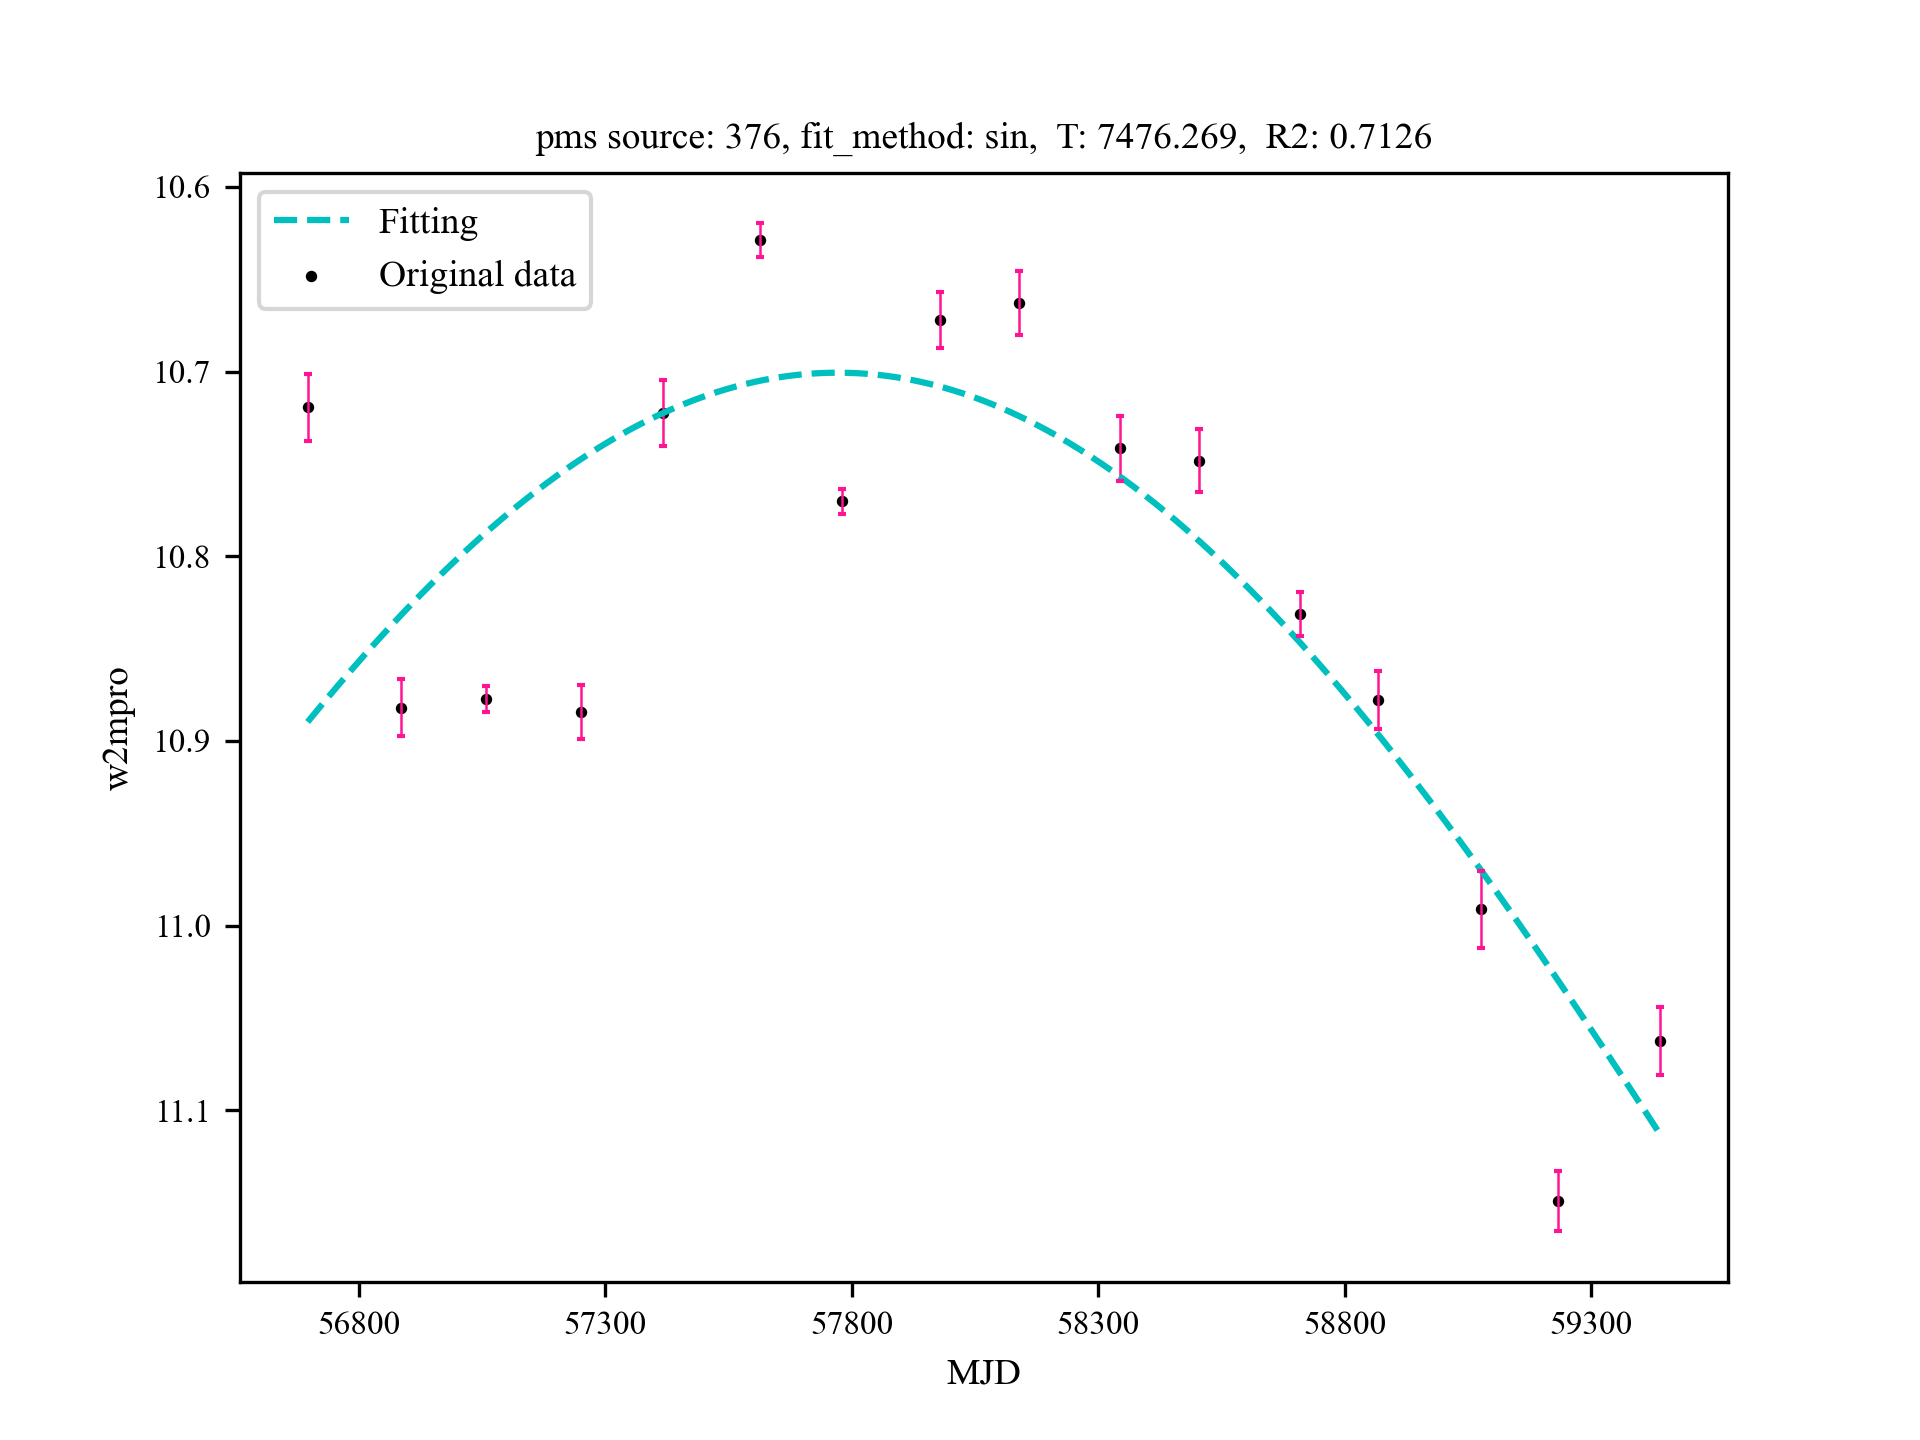 pms source: 376, fit_method: sin,  T: 7476.269,  R2: 0.7126
Fitting
Original data
10.6
10.7
10.8
10.9
11.0
11.1
w2mpro
56800
57300
57800
58300
58800
59300
MJD